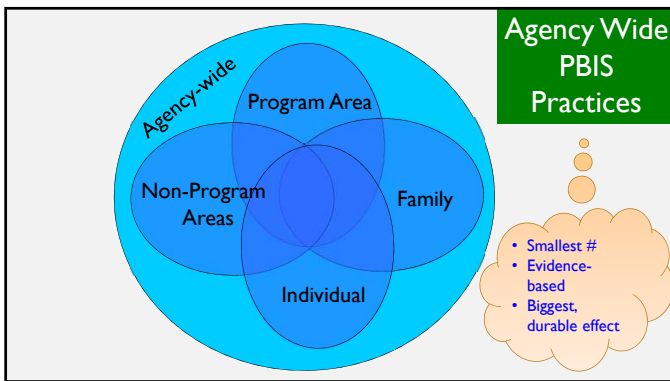 Agency Wide
PBIS
Practices
Agency-wide
Program Area
Non-Program
Areas
Family
Individual
• Smallest #
• Evidence-
based
• Biggest,
durable effect